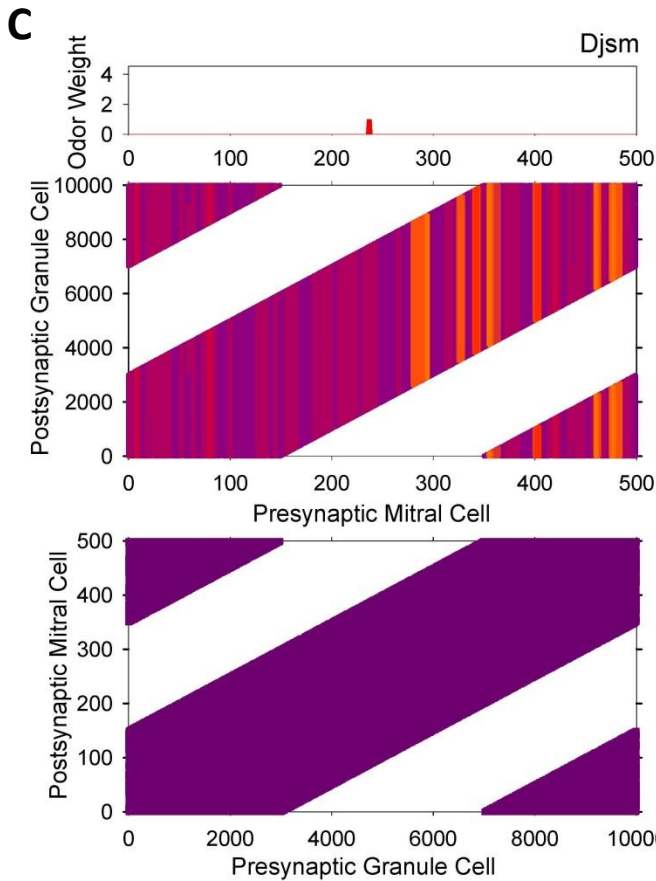 C
Djsm
Odor Weight
4
2
0
0 100 200 300 400 500
Postsynaptic Granule Cell
10000
8000
6000
4000
2000
0
0 100 200 300 400 500
Presynaptic Mitral Cell
Postsynaptic Mitral Cell
500
400
300
200
100
0
0 2000 4000 6000 8000 10000
Presynaptic Granule Cell